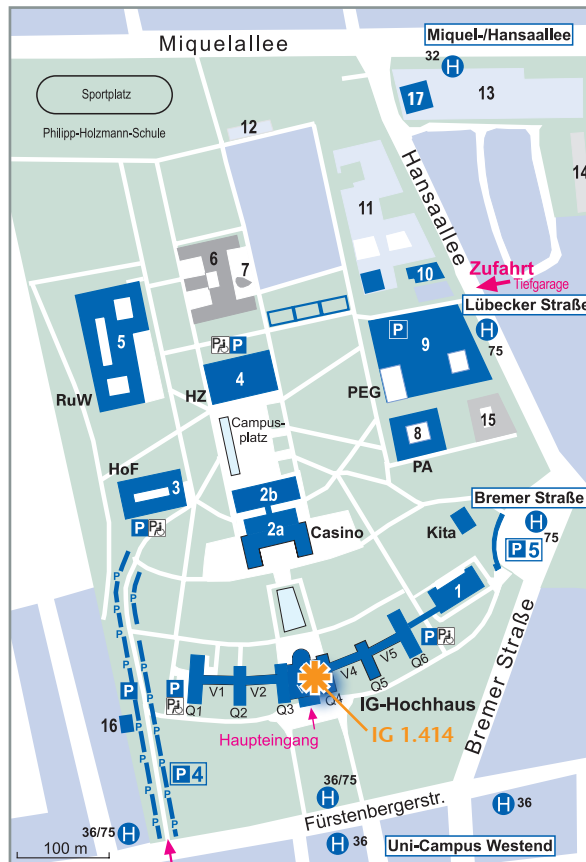 Miquelallee
Miquel-/Hansaallee
32 H
Sportplatz
17
13
Philipp-Holzmann-Schule
12
Hansaallee
14
11
6
7
10
Zufahrt
Tiefgarage
Lübecker Straße
H
75
5
P
9
P P
4
RuW
HZ
PEG
Campus-
platz
8
15
PA
HoF
3
2b
Bremer Straße
P P
2a
Casino
Kita
H
75
P 5
1
P P P P P P P P P P P P P P P P
P
P P
V4
V5
Q6
Q5
P
P
V1
V2
Q1
Q2
Q3
Q4
IG-Hochhaus
IG 1.414
Bremer Straße
16
Haupteingang
P 4
36/75
H
Fürstenbergerstr.
H 36
36/75 H
H 36
Uni-Campus Westend
100 m